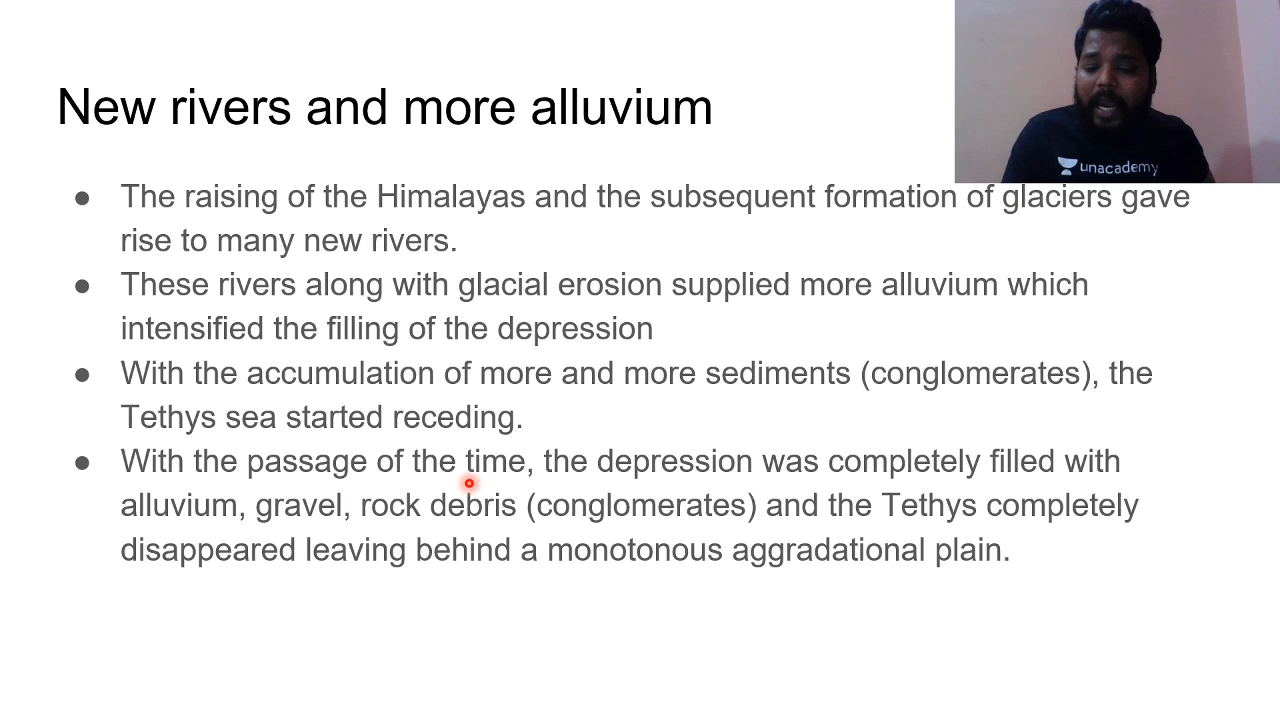 New rivers and more alluvium
unacademy
● The raising of the Himalayas and the subsequent formation of glaciers gave
rise to many new rivers.
● These rivers along with glacial erosion supplied more alluvium which
intensified the filling of the depression
● With the accumulation of more and more sediments (conglomerates), the
Tethys sea started receding.
● With the passage of the time, the depression was completely filled with
alluvium, gravel, rock debris (conglomerates) and the Tethys completely
disappeared leaving behind a monotonous aggradational plain.